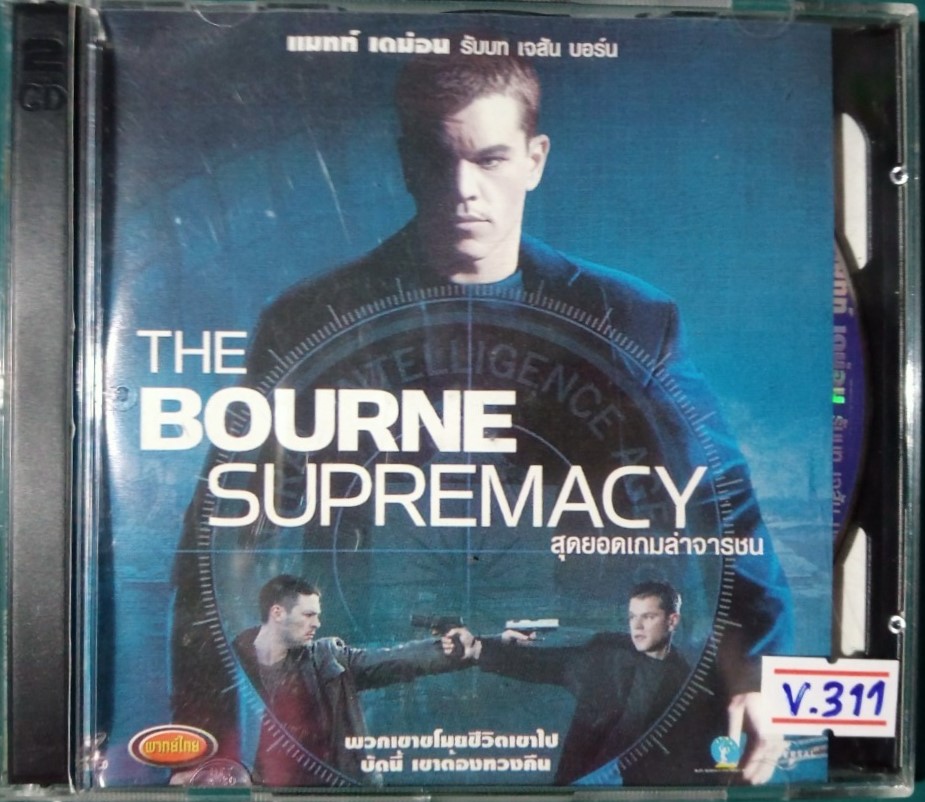 2
CD
แมทท์ เดม่อน รับบท เจสัน บอร์น
THE
BOURNE
SUPREMACY
สุดยอดเกมล่าจารชน
INTELLIGENCE AGE
V.311
พากย์ไทย
พวกเขาขโมยชีวิตเขาไป
บัดนี้ เขาต้องทวงคืน